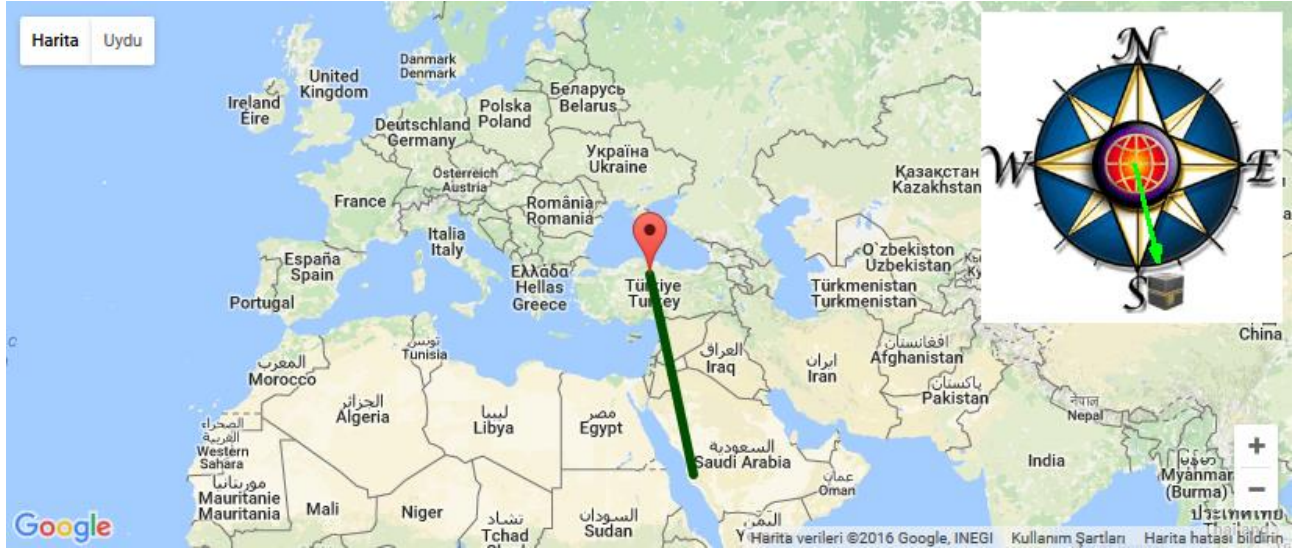 Harita Uydu
Danmark
Denmark
United
Kingdom
Ireland
Éire
Беларусь
Belarus
Polska
Poland
Deutschland
Germany
Україна
Ukraine
Österreich
Austria
Қазақстан
Kazakhstan
France
România
Romania
Italia
Italy
España
Spain
Portugal
Ελλάδα
Hellas
Greece
Türkiye
Turkey
O`zbekiston
Uzbekistan
Türkmenistan
Turkmenistan
تونس
Tunisia
المغرب
Morocco
الجزائر
Algeria
ليبيا
Libya
مصر
Egypt
العراق
Iraq
ایران
Iran
افغانستان
Afghanistan
پاکستان
Pakistan
नेपाल
Nepal
China
الصحراء
الغربية
Western
Sahara
السعودية
Saudi Arabia
عمان
Oman
India
Myanmar
(Burma)
موريتانيا
Mauritanie
Mauritania
Mali
Niger
تشاد
Tchad
السودان
Sudan
اليمن
N
W
E
S
+
−
Google
Harita verileri ©2016 Google, INEGI Kullanım Şartları Harita hatası bildirin